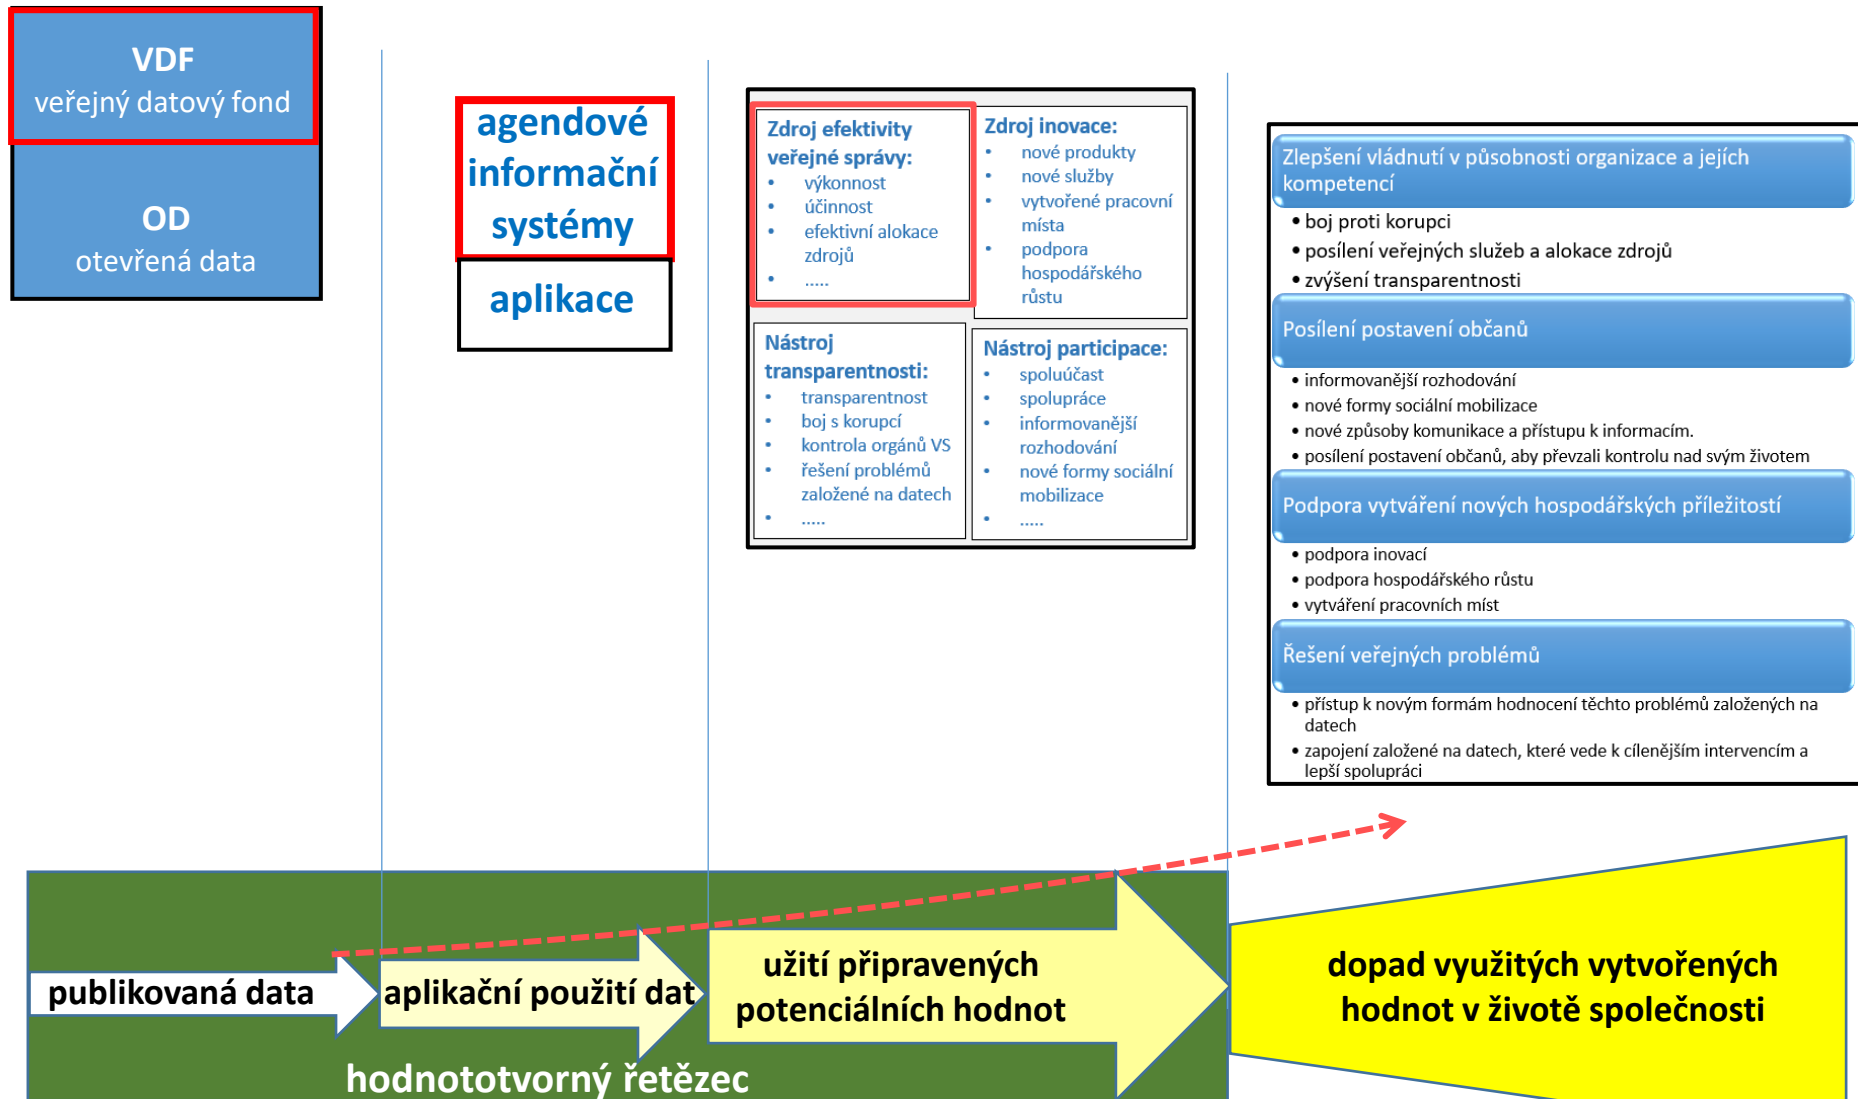 VDF
veřejný datový fond
OD
otevřená data
agendové
informační
systémy
aplikace
Zdroj efektivity
veřejné správy:
• výkonnost
• účinnost
• efektivní alokace
zdrojů
• .....
Zdroj inovace:
• nové produkty
• nové služby
• vytvořené pracovní
místa
• podpora
hospodářského
růstu
Nástroj
transparentnosti:
• transparentnost
• boj s korupcí
• kontrola orgánů VS
• řešení problémů
založené na datech
• .....
Nástroj participace:
• spoluúčast
• spolupráce
• informovanější
rozhodování
• nové formy sociální
mobilizace
• .....
Zlepšení vládnutí v působnosti organizace a jejích
kompetencí
• boj proti korupci
• posílení veřejných služeb a alokace zdrojů
• zvýšení transparentnosti
Posílení postavení občanů
• informovanější rozhodování
• nové formy sociální mobilizace
• nové způsoby komunikace a přístupu k informacím.
• posílení postavení občanů, aby převzali kontrolu nad svým životem
Podpora vytváření nových hospodářských příležitostí
• podpora inovací
• podpora hospodářského růstu
• vytváření pracovních míst
Řešení veřejných problémů
• přístup k novým formám hodnocení těchto problémů založených na
datech
• zapojení založené na datech, které vede k cílenějším intervencím a
lepší spolupráci
publikovaná data
aplikační použití dat
užití připravených
potenciálních hodnot
dopad využitých vytvořených
hodnot v životě společnosti
hodnototvorný řetězec